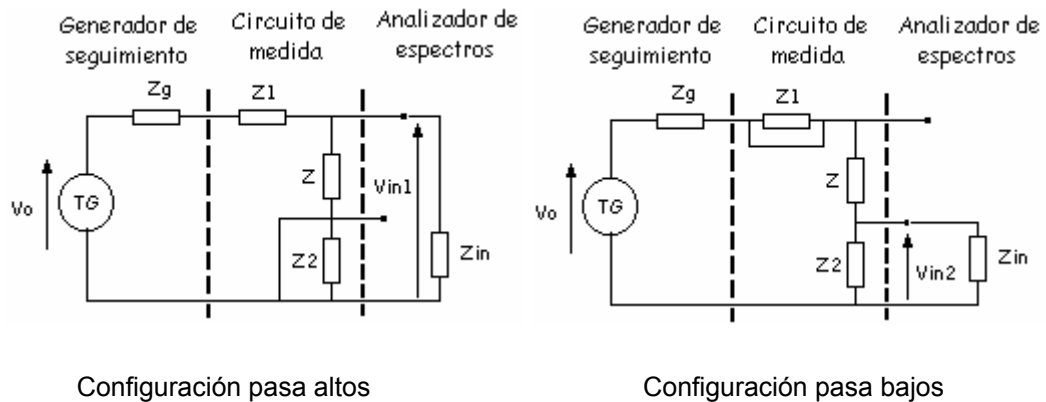 Generador de
seguimiento
Circuito de
medida
Analizador de
espectros
Zg
Z1
Z
Vin1
Vo
TG
Z2
Zin
Configuración pasa altos
Generador de
seguimiento
Circuito de
medida
Analizador de
espectros
Zg
Z1
Z
Vo
TG
Z2
Vin2
Zin
Configuración pasa bajos